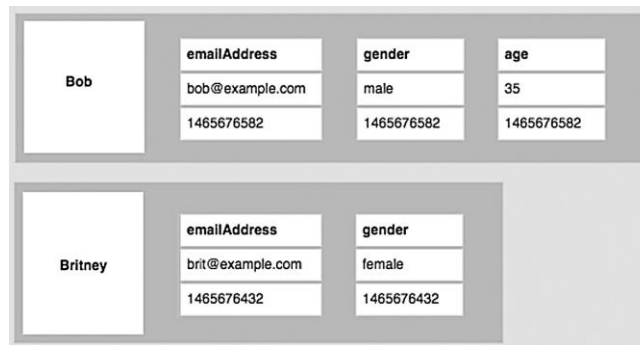 Bob
emailAddress gender age
bob@example.com male 35
1465676582 1465676582 1465676582
Britney
emailAddress gender
brit@example.com female
1465676432 1465676432